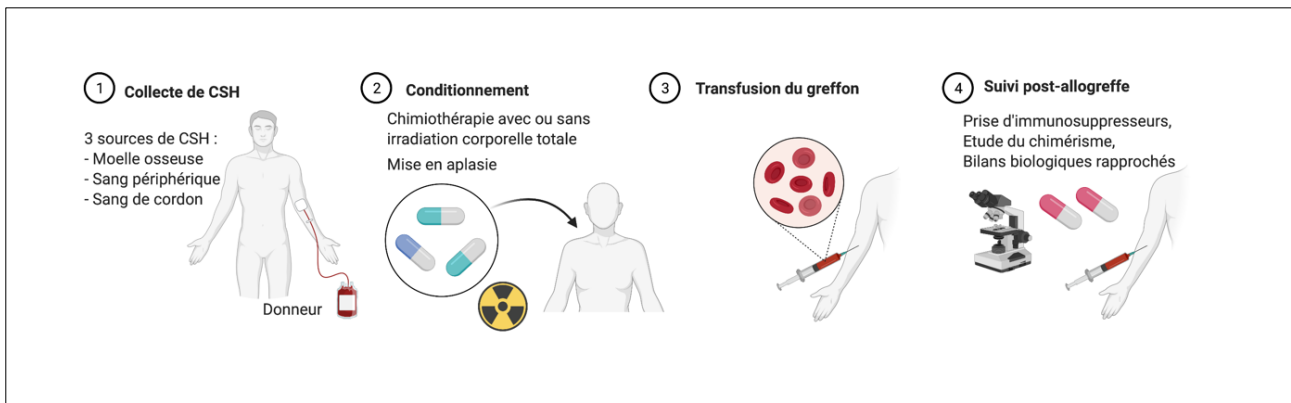 1 Collecte de CSH
3 sources de CSH :
- Moelle osseuse
- Sang périphérique
- Sang de cordon
Donneur
2 Conditionnement
Chimiothérapie avec ou sans
irradiation corporelle totale
Mise en aplasie
3 Transfusion du greffon
4 Suivi post-allogreffe
Prise d'immunosuppresseurs,
Etude du chimérisme,
Bilans biologiques rapprochés